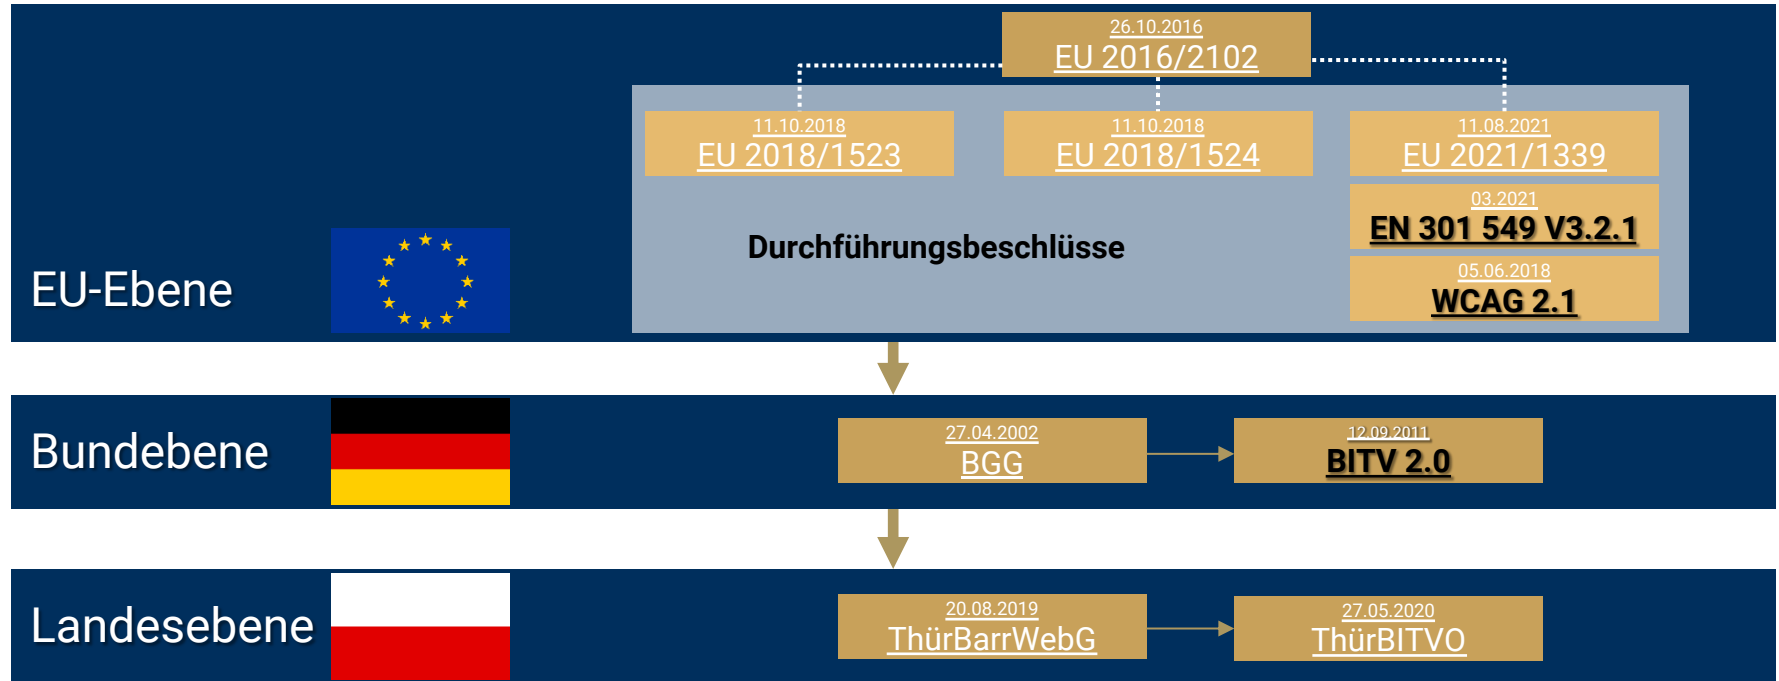 26.10.2016
EU 2016/2102
11.10.2018
EU 2018/1523
11.10.2018
EU 2018/1524
11.08.2021
EU 2021/1339
03.2021
EN 301 549 V3.2.1
05.06.2018
WCAG 2.1
Durchführungsbeschlüsse
EU-Ebene
Bundebene
27.04.2002
BGG
12.09.2011
BITV 2.0
Landesebene
20.08.2019
ThürBarrWebG
27.05.2020
ThürBITVO